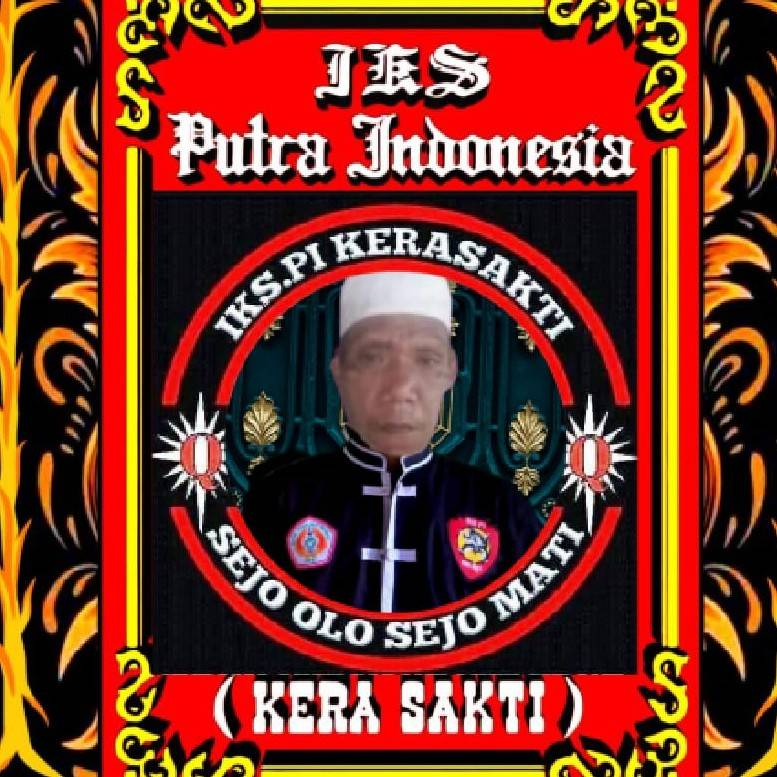 IKS
Putra Indonesia
IKS.PI KERASAKTI
Q Q
SEJO OLO SEJO MATI
( KERA SAKTI )